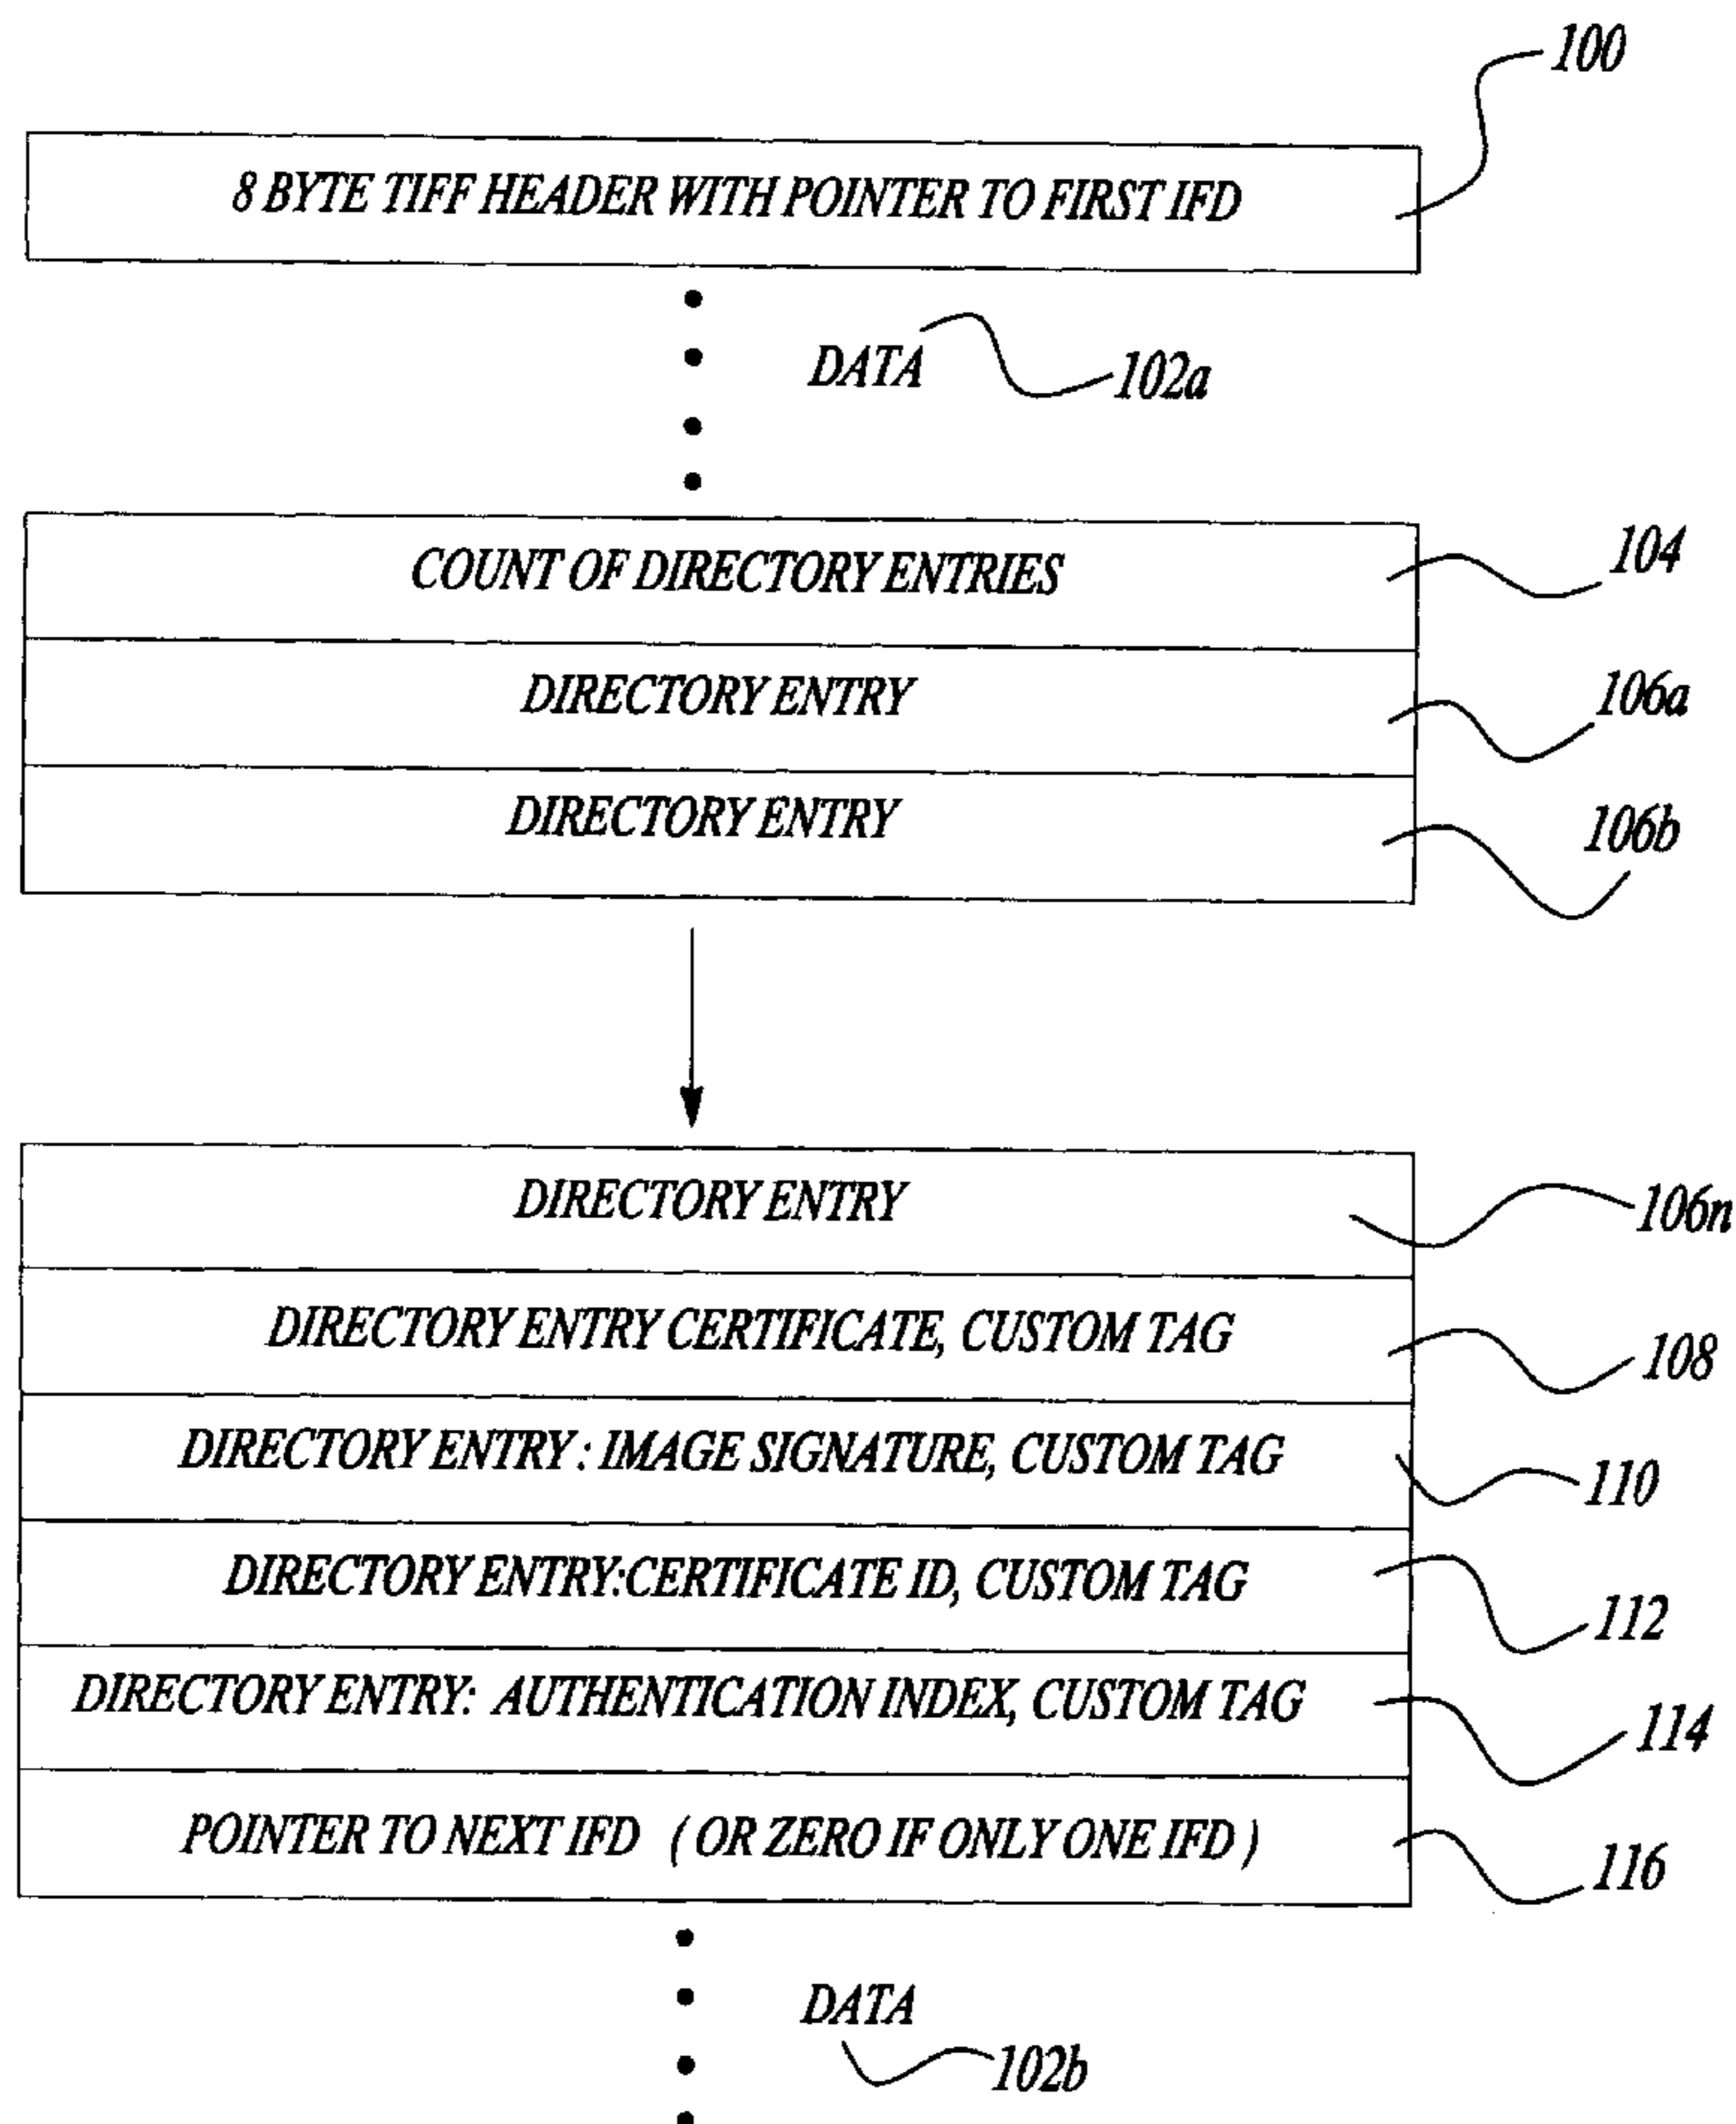 100
8 BYTE TIFF HEADER WITH POINTER TO FIRST IFD
DATA
102a
COUNT OF DIRECTORY ENTRIES
104
DIRECTORY ENTRY
106a
DIRECTORY ENTRY
106b
DIRECTORY ENTRY
106n
DIRECTORY ENTRY CERTIFICATE, CUSTOM TAG
108
DIRECTORY ENTRY : IMAGE SIGNATURE, CUSTOM TAG
110
DIRECTORY ENTRY:CERTIFICATE ID, CUSTOM TAG
112
DIRECTORY ENTRY: AUTHENTICATION INDEX, CUSTOM TAG
114
POINTER TO NEXT IFD ( OR ZERO IF ONLY ONE IFD )
116
DATA
102b